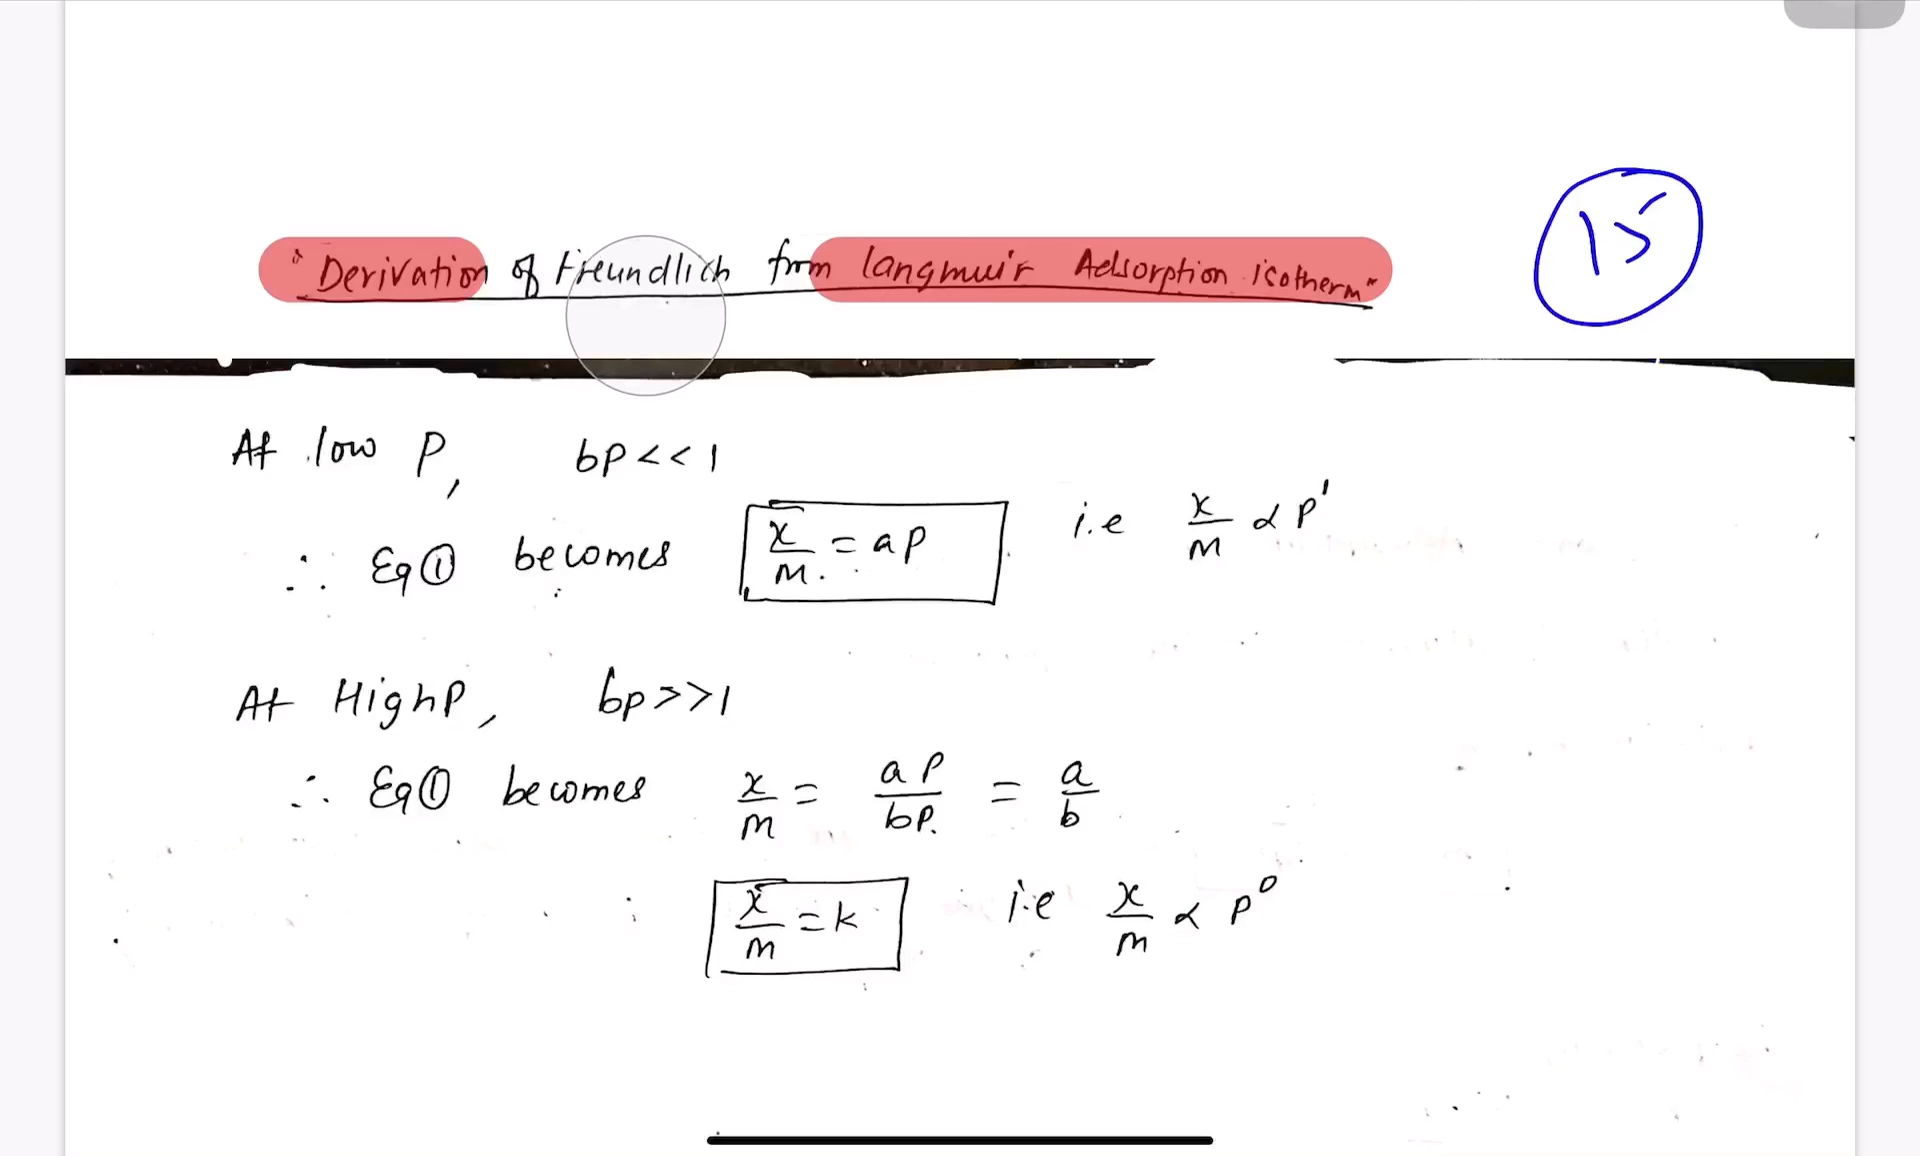 15
"Derivation of Freundlich from Langmuir Adsorption isotherm"
At low P, bP << 1
∴ Eq ① becomes x/m = aP i.e x/m ∝ P¹
At High P, bp >> 1
∴ Eq ① becomes x/m = aP/bP = a/b
x/m = k i.e x/m ∝ P⁰